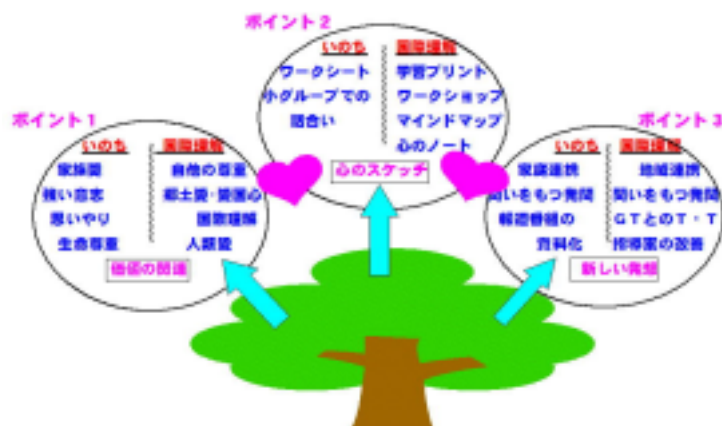 ポイント1
いのち
家族愛
強い意志
思いやり
生命尊重
国際理解
自他の尊重
郷土愛・愛国心
国際理解
人類愛
価値の関連
ポイント2
いのち
ワークシート
小グループでの
話合い
国際理解
学習プリント
ワークショップ
マインドマップ
心のノート
心のスケッチ
ポイント3
いのち
家庭連携
問いをもつ発問
報道番組の
資料化
国際理解
地域連携
問いをもつ発問
GTとのT・T
指導案の改善
新しい発想